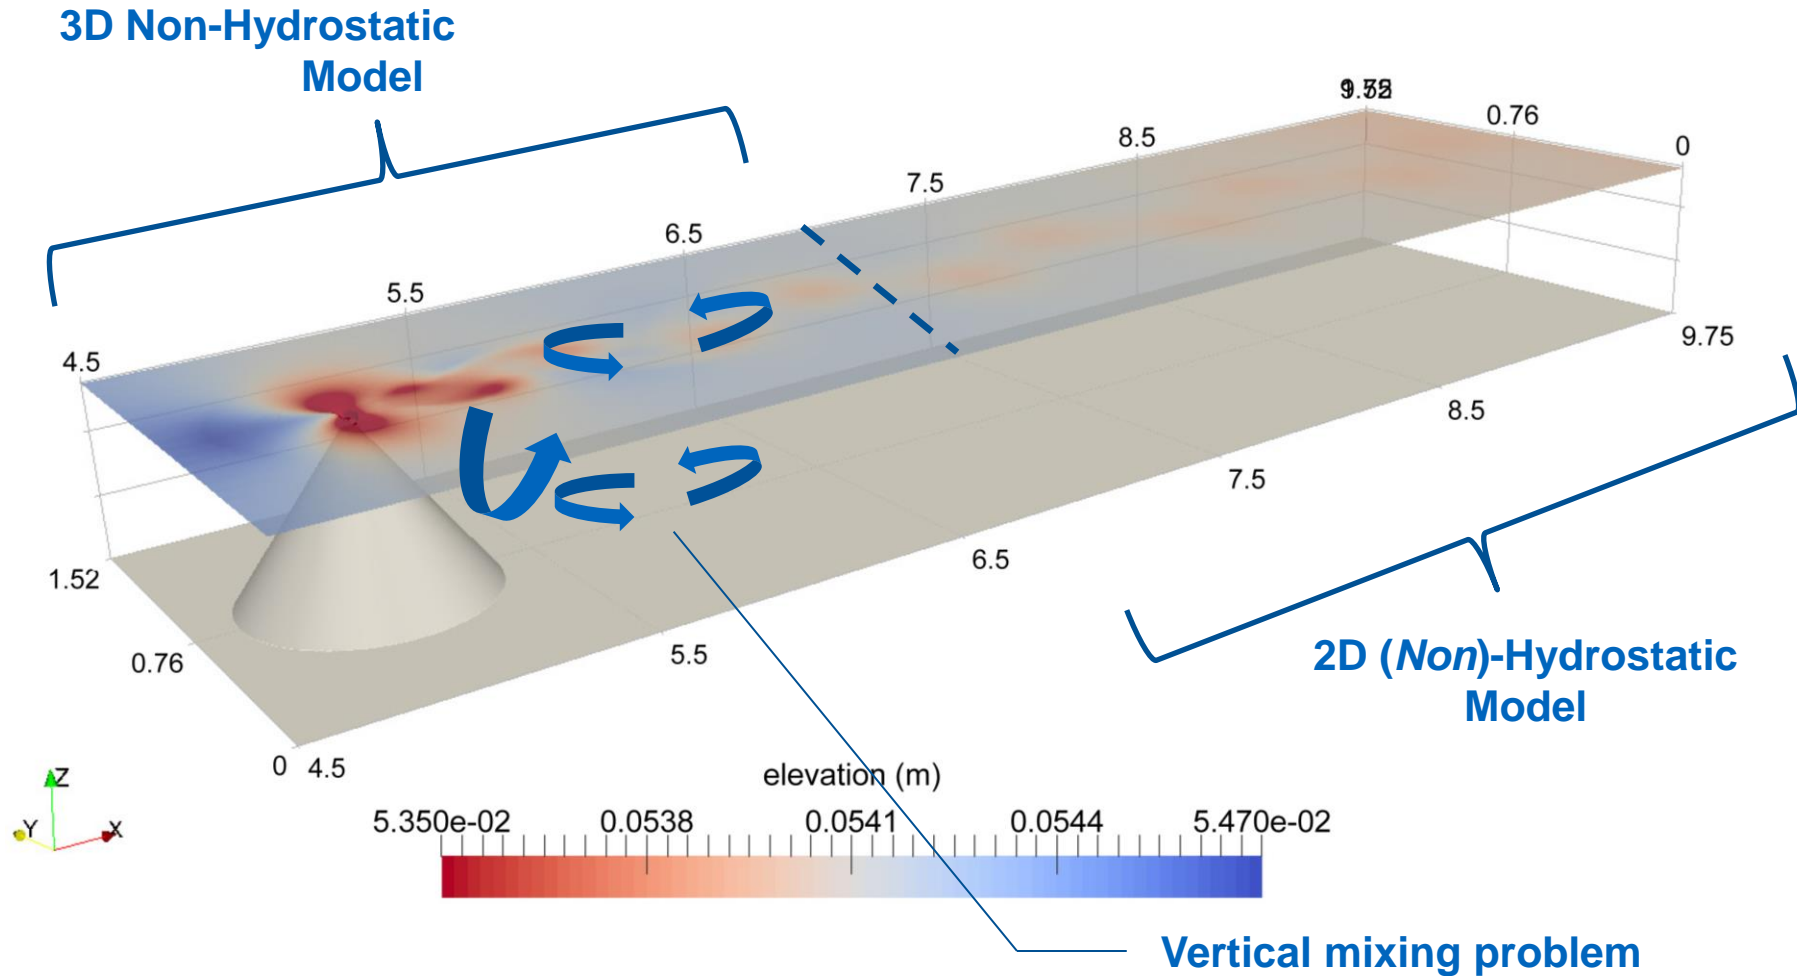 3D Non-Hydrostatic
Model
0.76
8.5
0
7.5
6.5
5.5
4.5
9.75
8.5
7.5
6.5
1.52
0.76
5.5
2D (Non)-Hydrostatic
Model
0 4.5
Z
Y
X
elevation (m)
5.350e-02 0.0538 0.0541 0.0544 5.470e-02
Vertical mixing problem